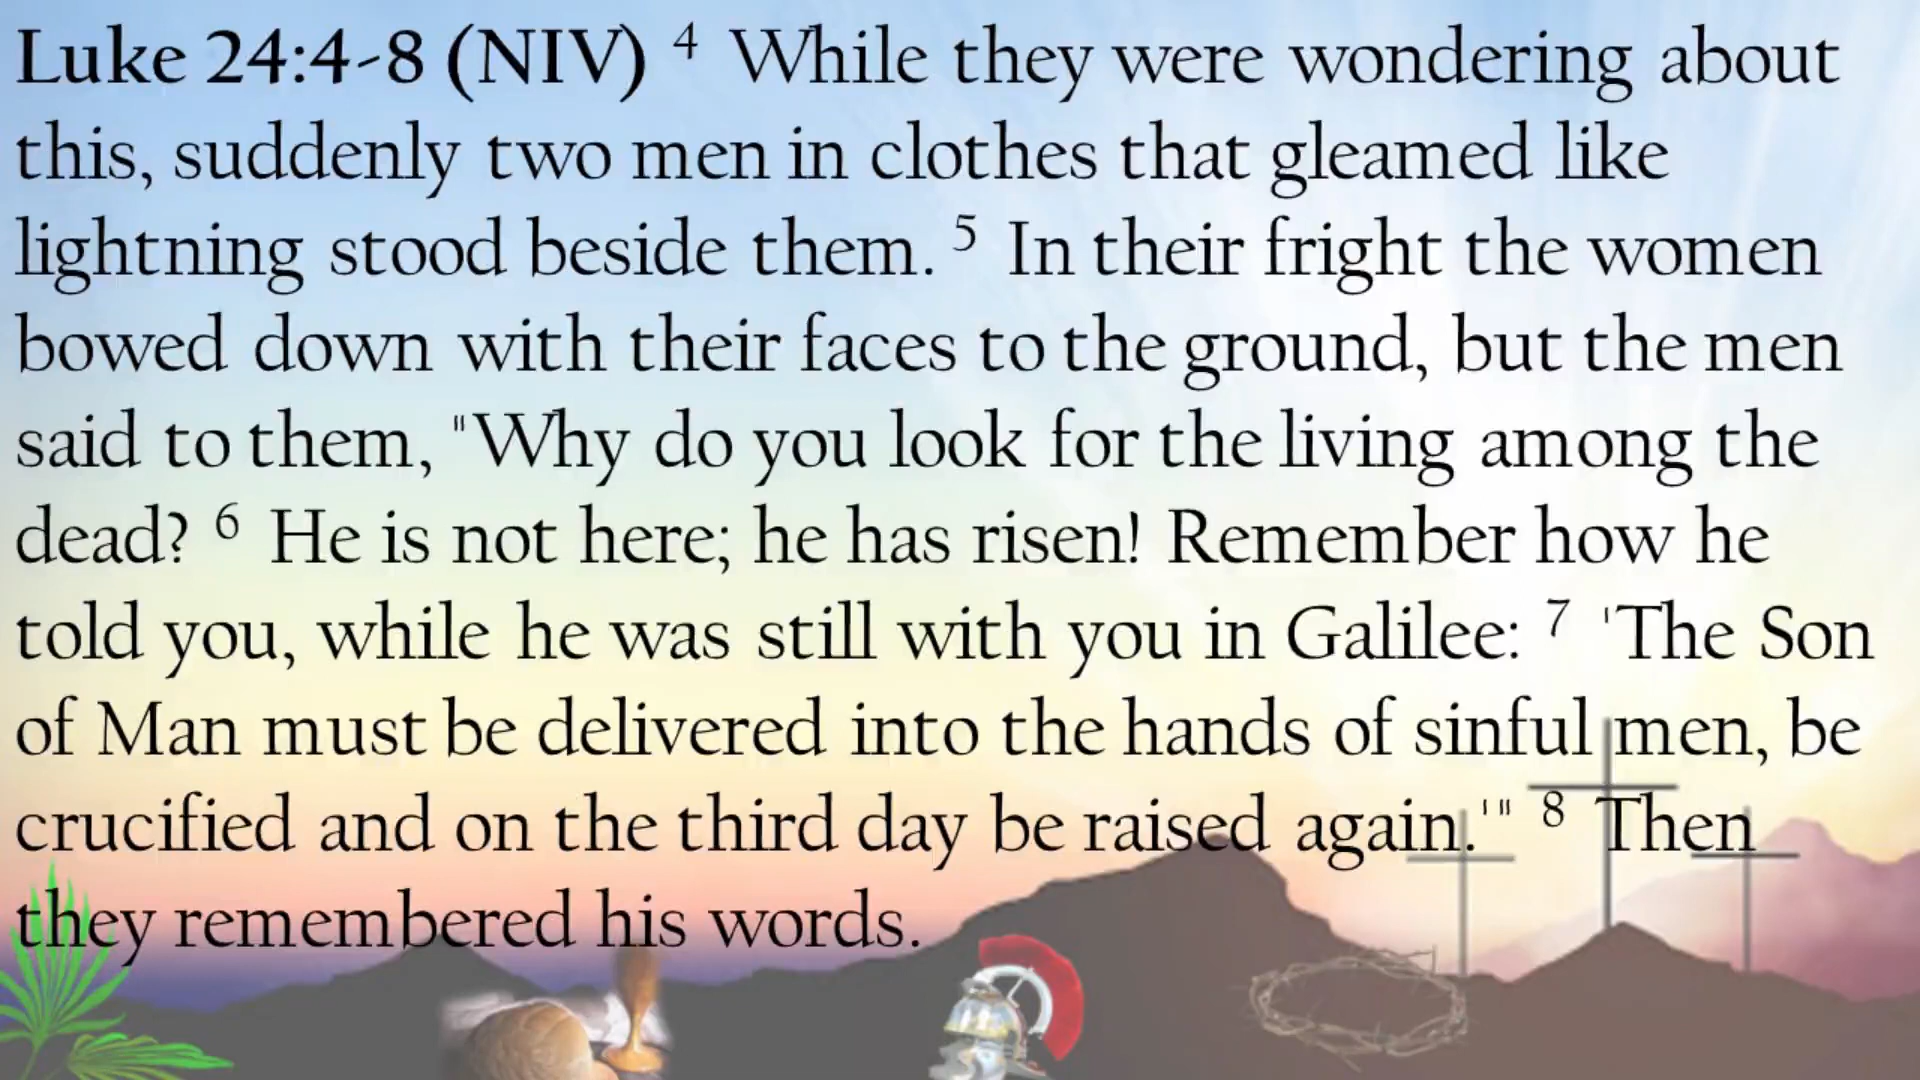 Luke 24:4-8 (NIV) 4 While they were wondering about
this, suddenly two men in clothes that gleamed like
lightning stood beside them. 5 In their fright the women
bowed down with their faces to the ground, but the men
said to them, "Why do you look for the living among the
dead? 6 He is not here; he has risen! Remember how he
told you, while he was still with you in Galilee: 7 'The Son
of Man must be delivered into the hands of sinful men, be
crucified and on the third day be raised again.'" 8 Then
they remembered his words.